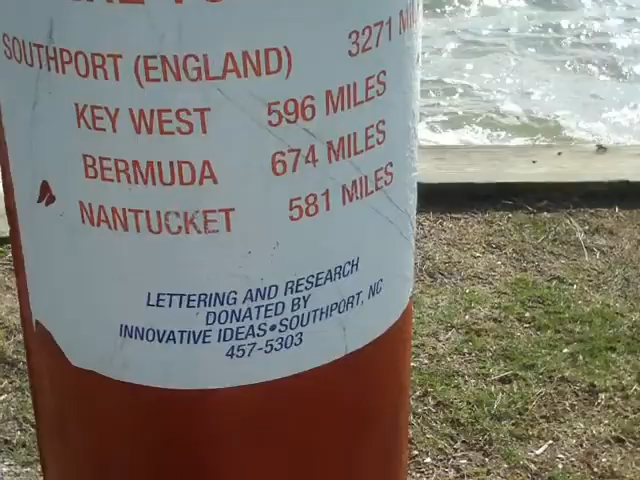 SOUTHPORT (ENGLAND) 3271 MILES
KEY WEST 596 MILES
BERMUDA 674 MILES
NANTUCKET 581 MILES
LETTERING AND RESEARCH
DONATED BY
INNOVATIVE IDEAS•SOUTHPORT, NC
457-5303